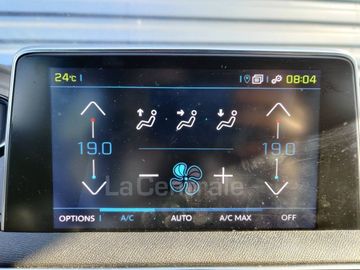 24°C
08:04
19.0
19.0
La Centrale
OPTIONS A/C AUTO A/C MAX OFF